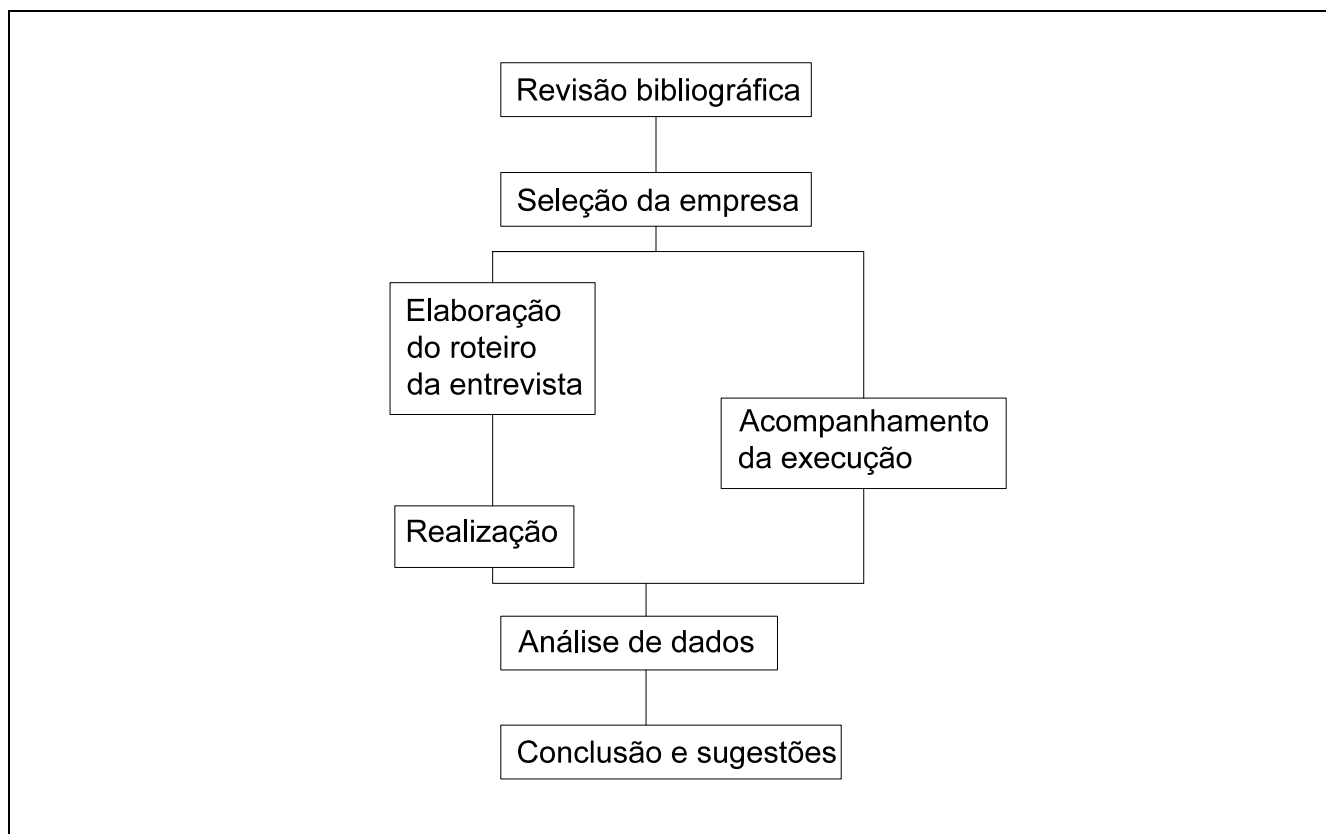 Revisão bibliográfica
Seleção da empresa
Elaboração
do roteiro
da entrevista
Acompanhamento
da execução
Realização
Análise de dados
Conclusão e sugestões